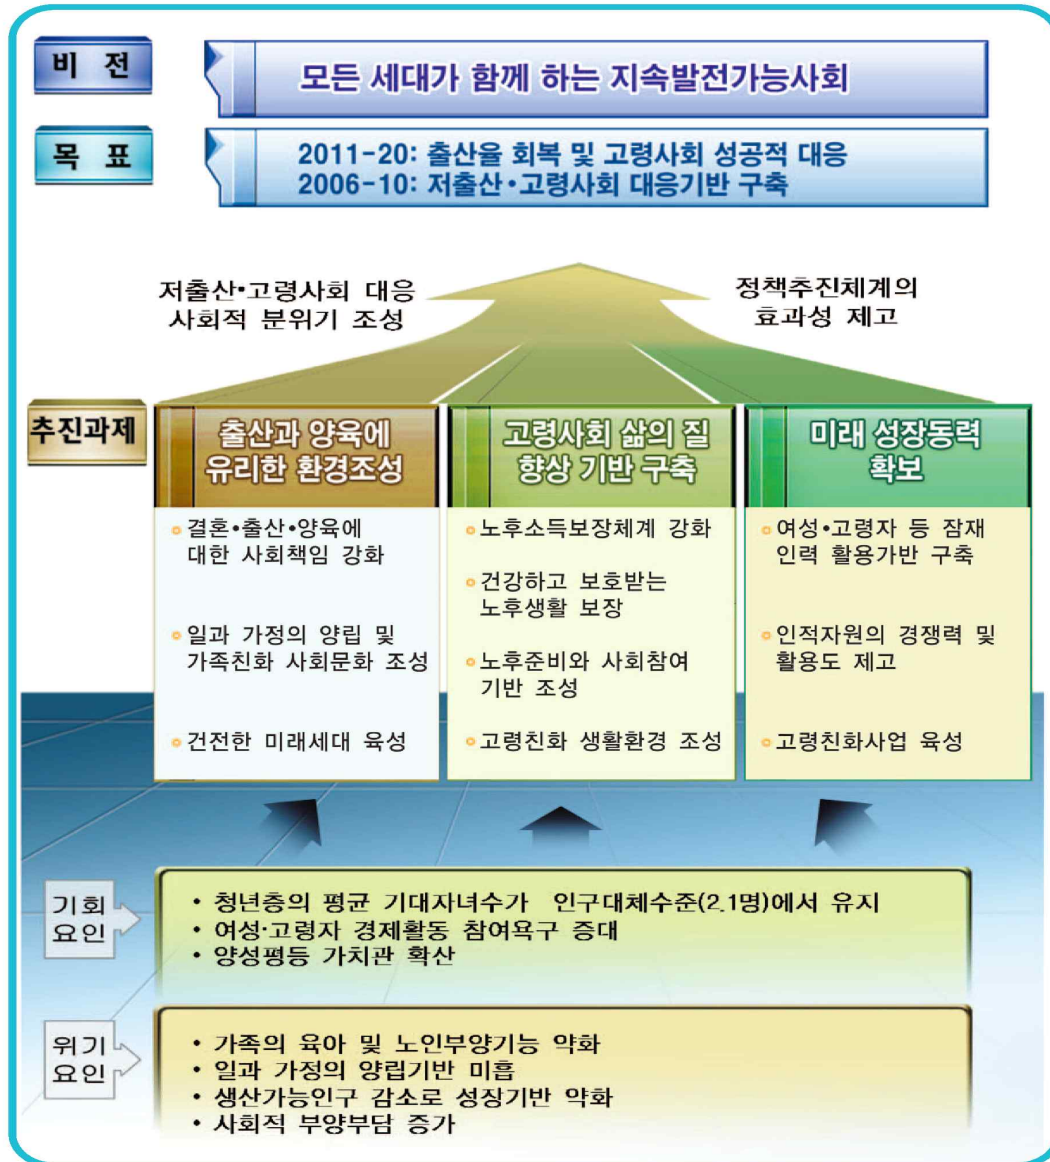 비 전
모든 세대가 함께 하는 지속발전가능사회
목 표
2011-20: 출산율 회복 및 고령사회 성공적 대응
2006-10: 저출산•고령사회 대응기반 구축
저출산•고령사회 대응
사회적 분위기 조성
정책추진체계의
효과성 제고
추진과제
출산과 양육에
유리한 환경조성
• 결혼•출산•양육에
대한 사회책임 강화
• 일과 가정의 양립 및
가족친화 사회문화 조성
• 건전한 미래세대 육성
고령사회 삶의 질
향상 기반 구축
• 노후소득보장체계 강화
• 건강하고 보호받는
노후생활 보장
• 노후준비와 사회참여
기반 조성
• 고령친화 생활환경 조성
미래 성장동력
확보
• 여성•고령자 등 잠재
인력 활용가반 구축
• 인적자원의 경쟁력 및
활용도 제고
• 고령친화사업 육성
기회
요인
• 청년층의 평균 기대자녀수가 인구대체수준(2.1명)에서 유지
• 여성·고령자 경제활동 참여욕구 증대
• 양성평등 가치관 확산
위기
요인
• 가족의 육아 및 노인부양기능 약화
• 일과 가정의 양립기반 미흡
• 생산가능인구 감소로 성장기반 약화
• 사회적 부양부담 증가